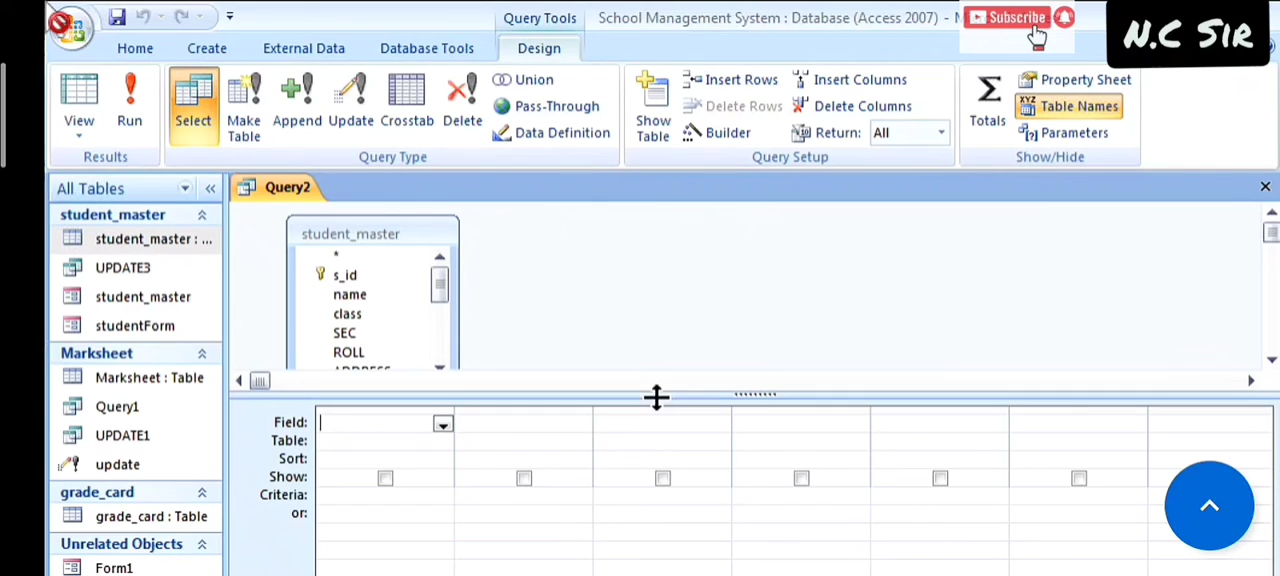 Query Tools
School Management System : Database (Access 2007) -
Subscribe
N.C SIR
Home
Create
External Data
Database Tools
Design
View
Run
Select
Make
Table
Append
Update
Crosstab
Delete
Union
Pass-Through
Data Definition
Show
Table
Insert Rows
Delete Rows
Builder
Insert Columns
Delete Columns
Return: All
Totals
Property Sheet
Table Names
Parameters
Results
Query Type
Query Setup
Show/Hide
All Tables
Query2
student_master
student_master : ...
UPDATE3
student_master
studentForm
Marksheet
Marksheet : Table
Query1
UPDATE1
update
grade_card
grade_card : Table
Unrelated Objects
Form1
student_master
*
s_id
name
class
SEC
ROLL
Field:
Table:
Sort:
Show:
Criteria:
or: